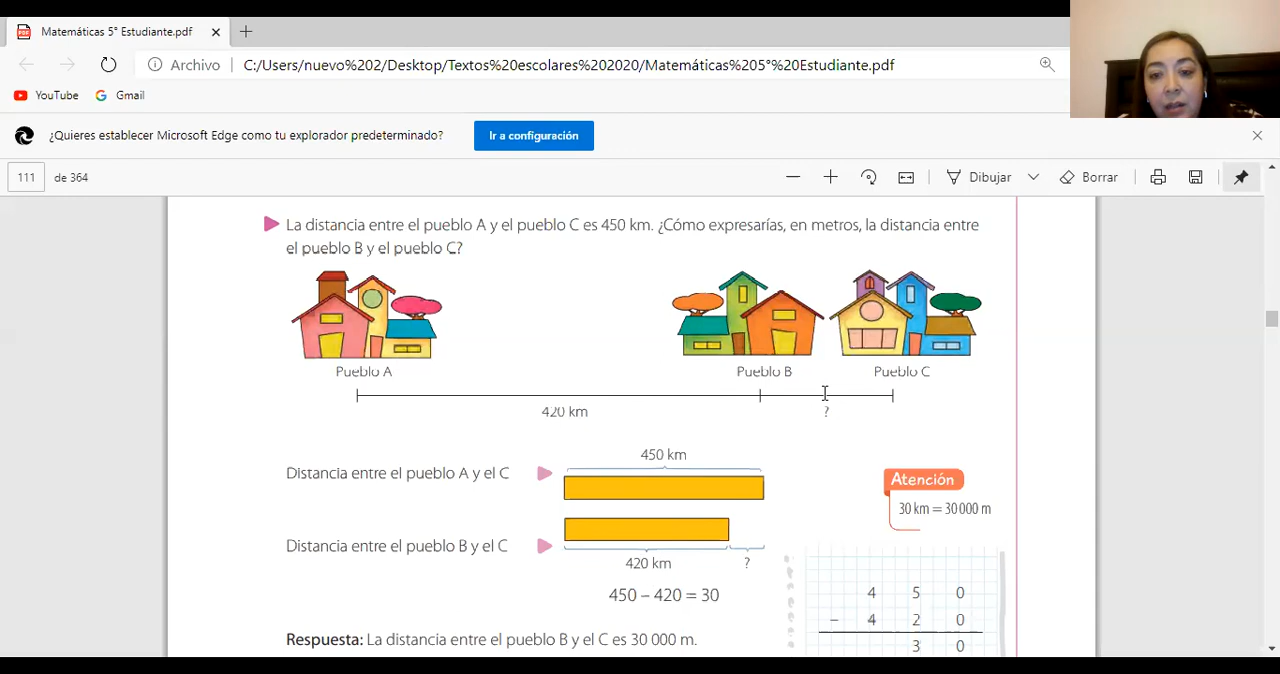 Matemáticas 5° Estudiante.pdf
Archivo
C:/Users/nuevo%202/Desktop/Textos%20escolares%202020/Matemáticas%205°%20Estudiante.pdf
YouTube
Gmail
¿Quieres establecer Microsoft Edge como tu explorador predeterminado?
Ir a configuración
111
de 364
Dibujar
Borrar
La distancia entre el pueblo A y el pueblo C es 450 km. ¿Cómo expresarías, en metros, la distancia entre
el pueblo B y el pueblo C?
Pueblo A
Pueblo B
Pueblo C
420 km
?
450 km
Distancia entre el pueblo A y el C
Atención
30 km = 30 000 m
Distancia entre el pueblo B y el C
420 km
?
450 – 420 = 30
4 5 0
– 4 2 0
3 0
Respuesta: La distancia entre el pueblo B y el C es 30 000 m.